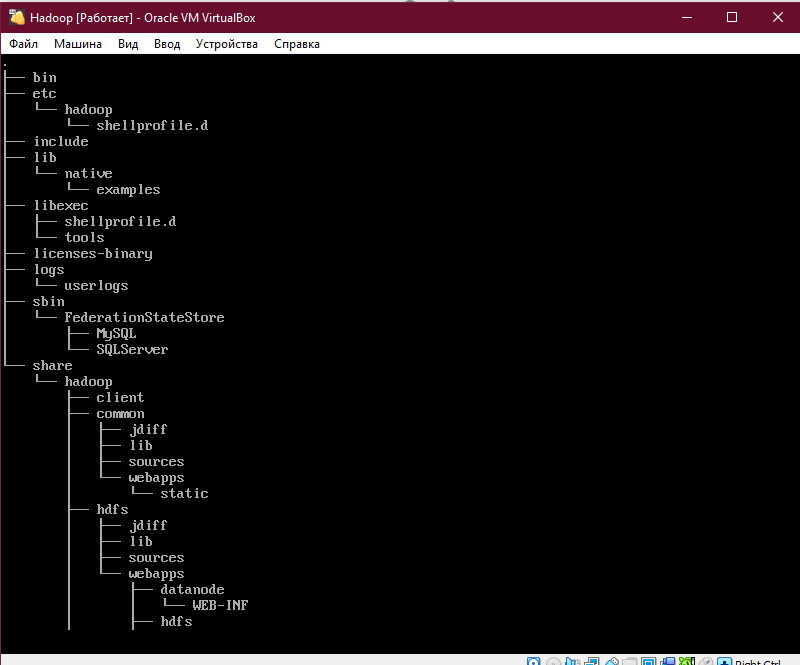 Hadoop [Работает] - Oracle VM VirtualBox
Файл Машина Вид Ввод Устройства Справка
.
├── bin
├── etc
│   └── hadoop
│       └── shellprofile.d
├── include
├── lib
│   └── native
│       └── examples
├── libexec
│   ├── shellprofile.d
│   └── tools
├── licenses-binary
├── logs
│   └── userlogs
├── sbin
│   └── FederationStateStore
│       ├── MySQL
│       └── SQLServer
└── share
    └── hadoop
        ├── client
        ├── common
        │   ├── jdiff
        │   ├── lib
        │   ├── sources
        │   └── webapps
        │       └── static
        ├── hdfs
        │   ├── jdiff
        │   ├── lib
        │   ├── sources
        │   └── webapps
        │       ├── datanode
        │       │   └── WEB-INF
        │       ├── hdfs
Right Ctrl